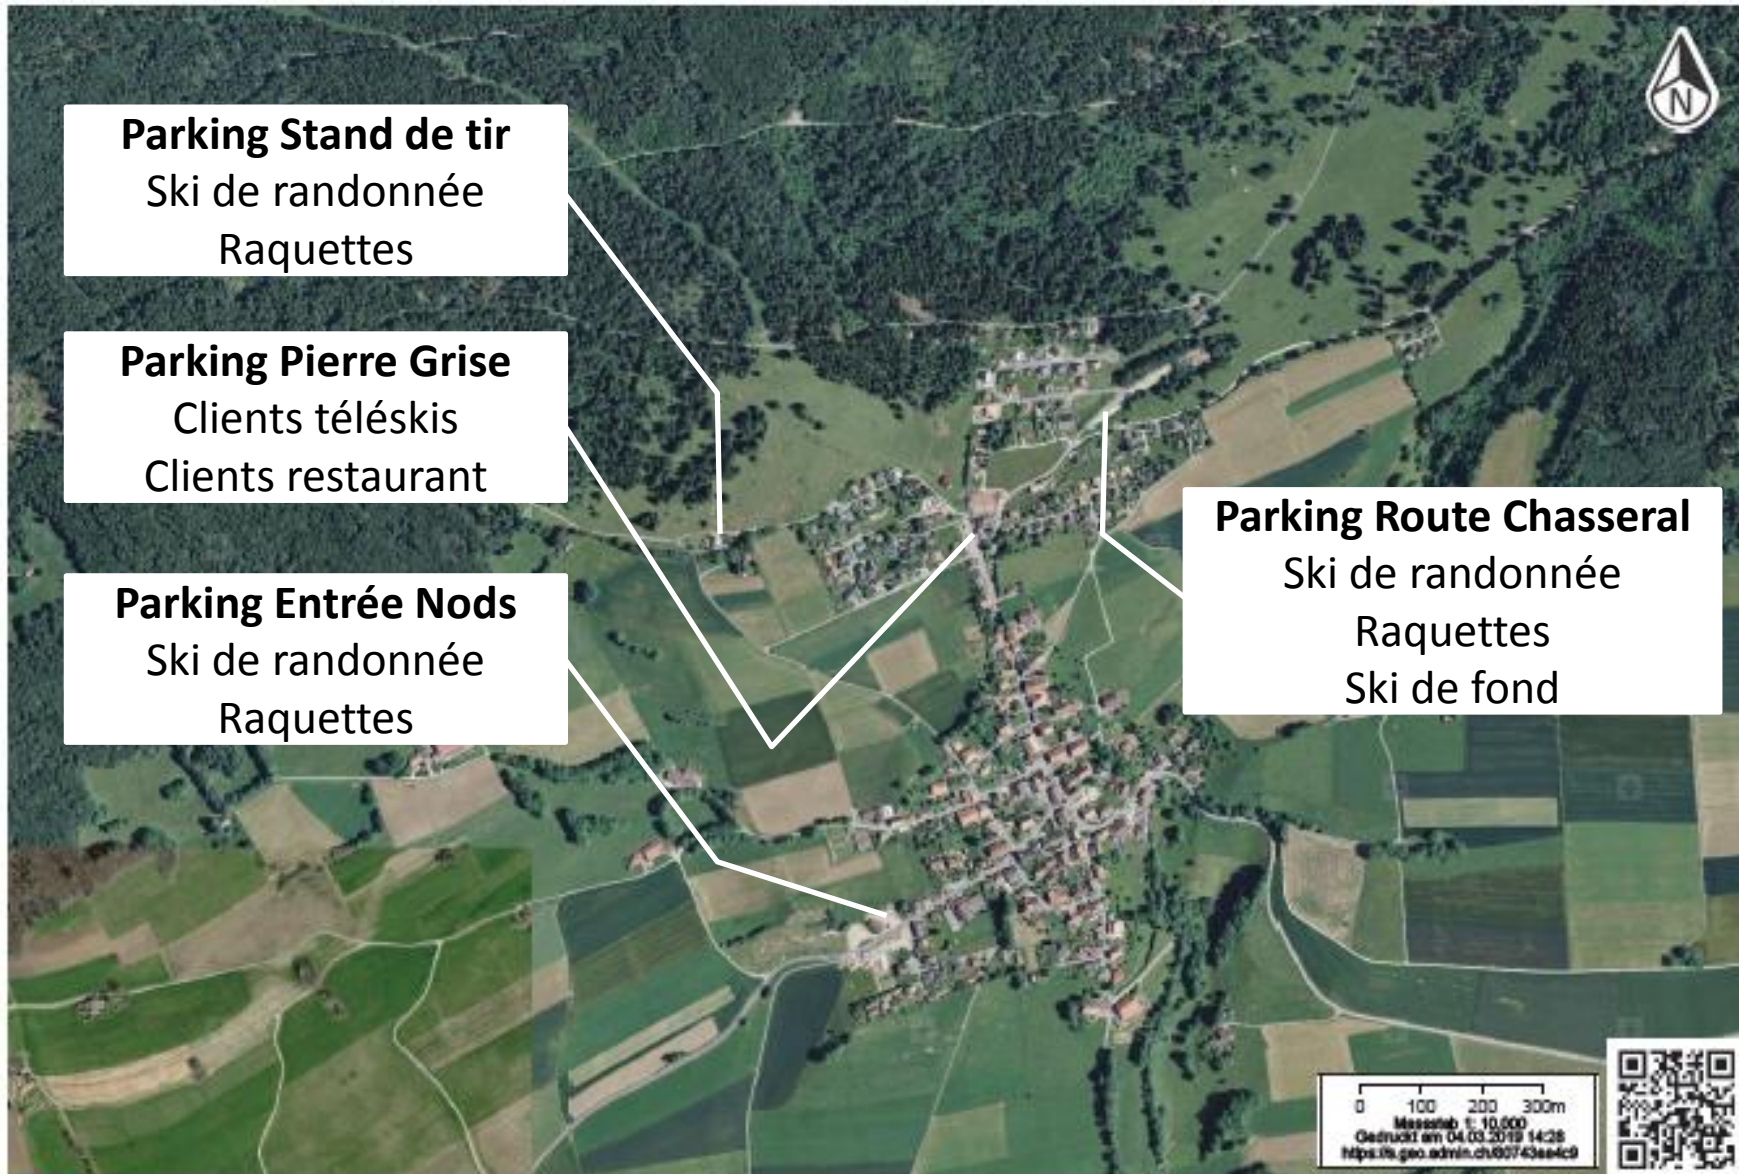 Parking Stand de tir
Ski de randonnée
Raquettes
Parking Pierre Grise
Clients téléskis
Clients restaurant
Parking Entrée Nods
Ski de randonnée
Raquettes
Parking Route Chasseral
Ski de randonnée
Raquettes
Ski de fond
N
0 100 200 300m
Massstab 1: 10,000
Gedruckt am 04.03.2019 14:28